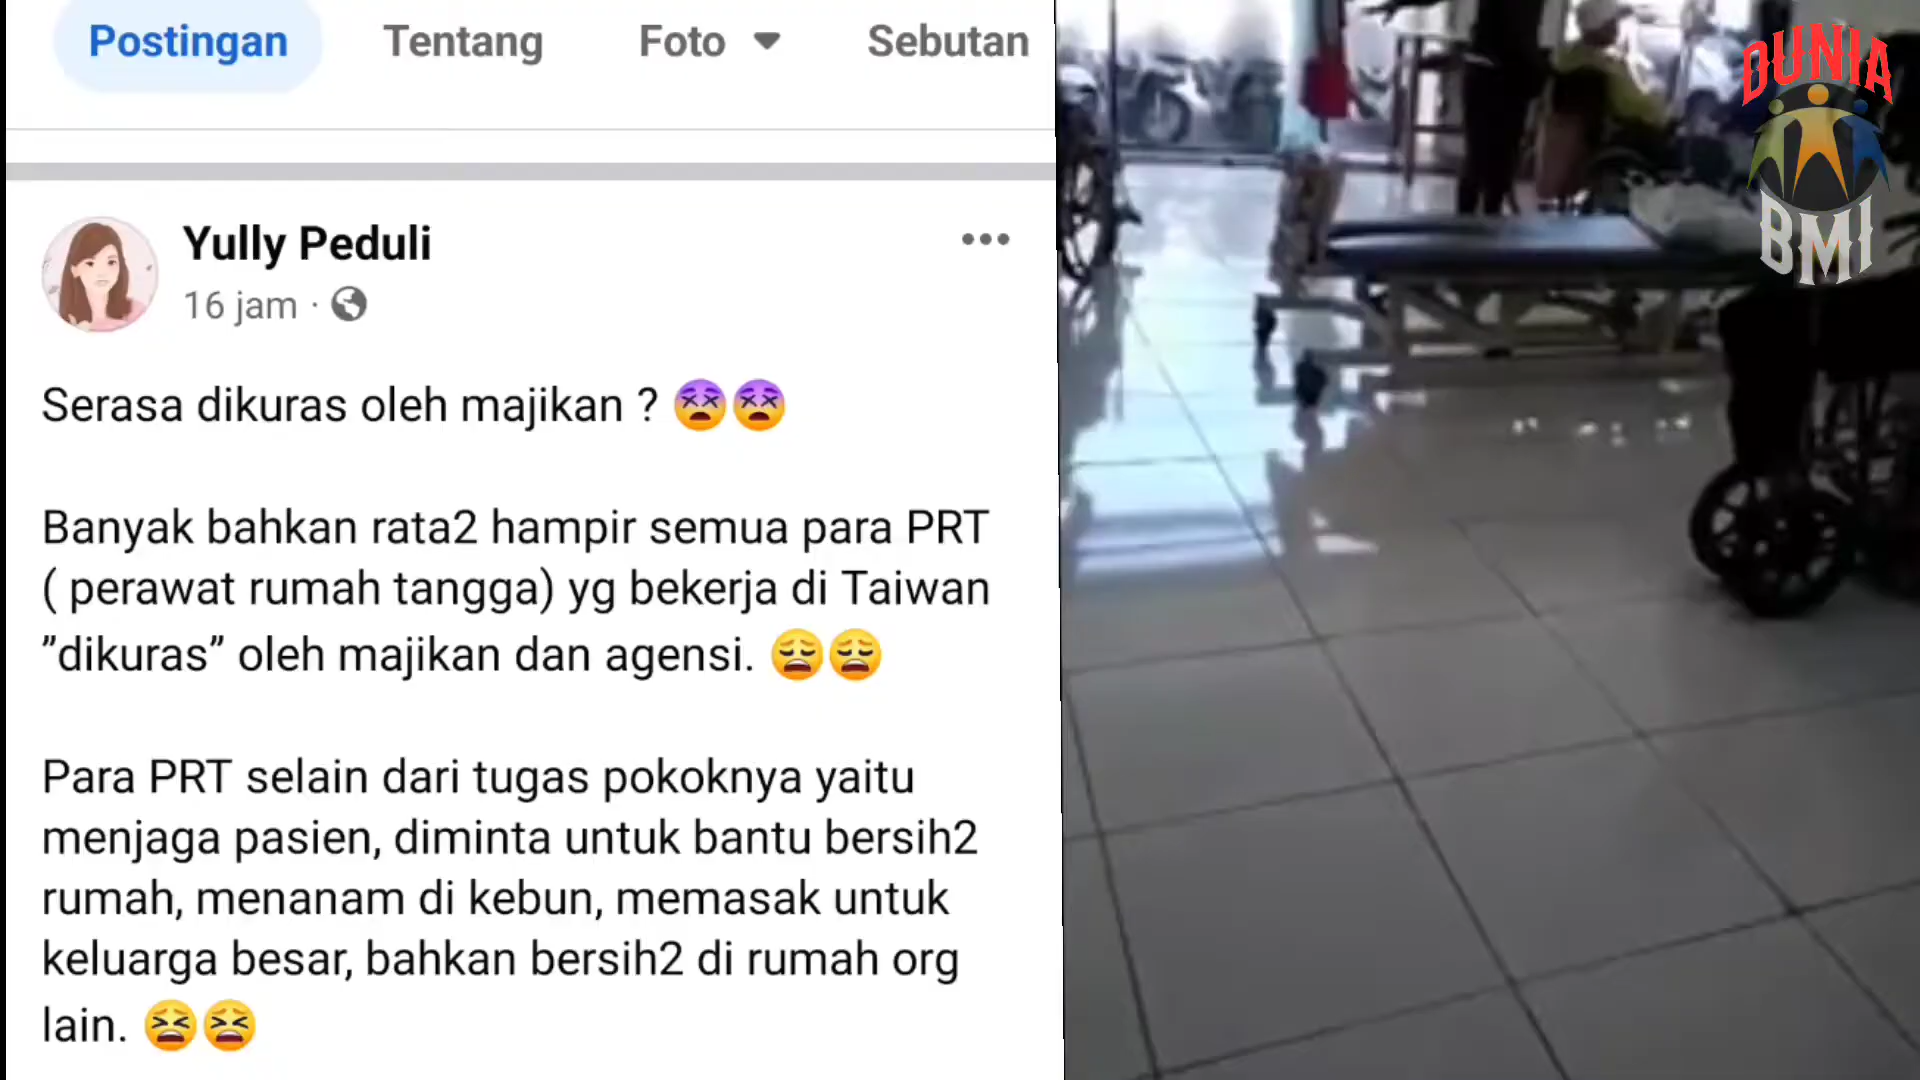 Postingan Tentang Foto Sebutan
Yully Peduli
16 jam ·
Serasa dikuras oleh majikan ? 😫😫
Banyak bahkan rata2 hampir semua para PRT
( perawat rumah tangga) yg bekerja di Taiwan
”dikuras” oleh majikan dan agensi. 😩😩
Para PRT selain dari tugas pokoknya yaitu
menjaga pasien, diminta untuk bantu bersih2
rumah, menanam di kebun, memasak untuk
keluarga besar, bahkan bersih2 di rumah org
lain. 😫😫
DUNIA
BMI